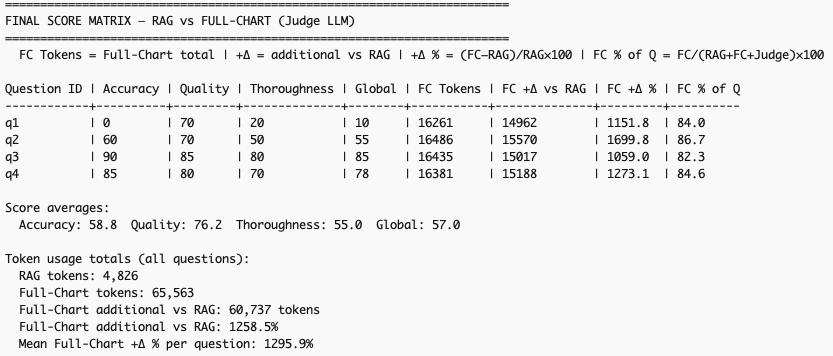 ========================================================================
FINAL SCORE MATRIX — RAG vs FULL-CHART (Judge LLM)
========================================================================
FC Tokens = Full-Chart total | +Δ = additional vs RAG | +Δ % = (FC−RAG)/RAG×100 | FC % of Q = FC/(RAG+FC+Judge)×100
Question ID | Accuracy | Quality | Thoroughness | Global | FC Tokens | FC +Δ vs RAG | FC +Δ % | FC % of Q
------------+----------+---------+--------------+--------+-----------+--------------+---------+----------
q1 | 0 | 70 | 20 | 10 | 16261 | 14962 | 1151.8 | 84.0
q2 | 60 | 70 | 50 | 55 | 16486 | 15570 | 1699.8 | 86.7
q3 | 90 | 85 | 80 | 85 | 16435 | 15017 | 1059.0 | 82.3
q4 | 85 | 80 | 70 | 78 | 16381 | 15188 | 1273.1 | 84.6
Score averages:
Accuracy: 58.8 Quality: 76.2 Thoroughness: 55.0 Global: 57.0
Token usage totals (all questions):
RAG tokens: 4,826
Full-Chart tokens: 65,563
Full-Chart additional vs RAG: 60,737 tokens
Full-Chart additional vs RAG: 1258.5%
Mean Full-Chart +Δ % per question: 1295.9%